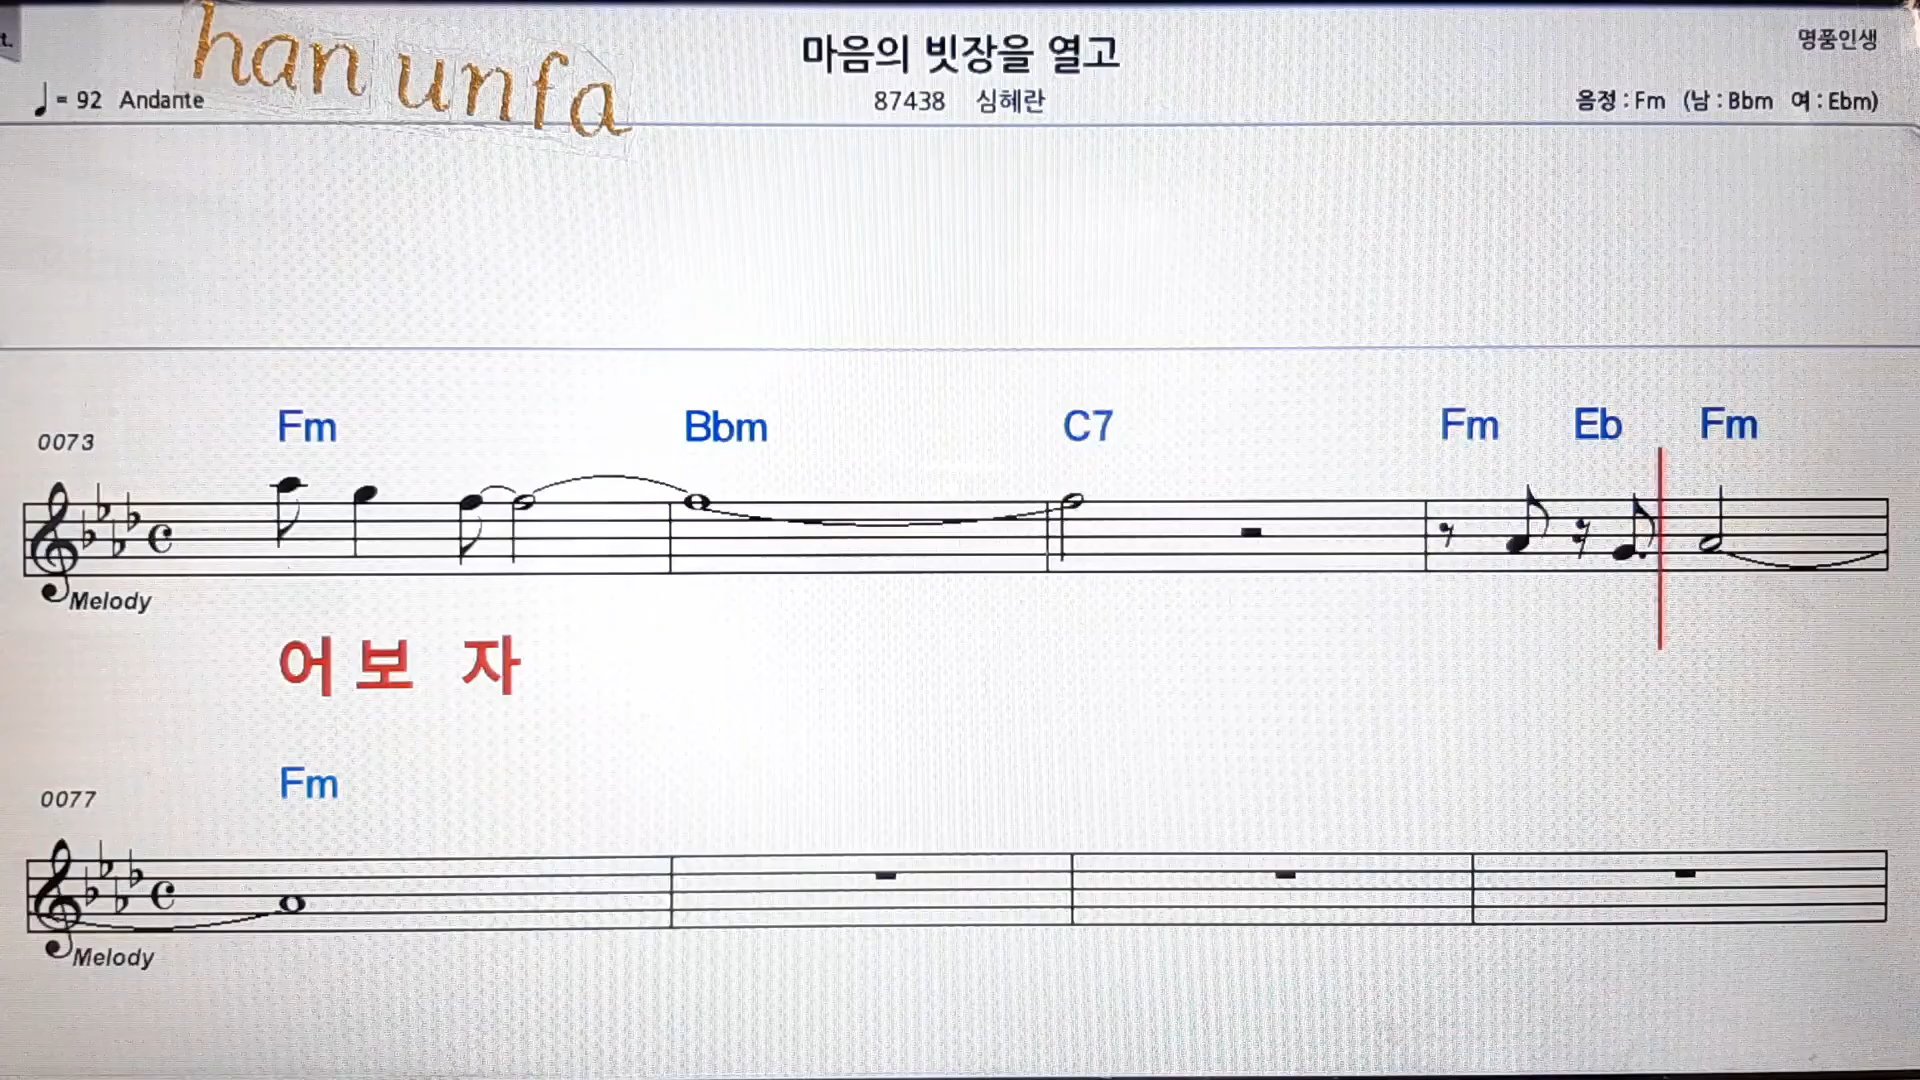 t.
han unfa
마음의 빗장을 열고
명품인생
♩= 92 Andante
87438 심혜란
음정 : Fm (남 : Bbm 여 : Ebm)
Fm Bbm C7 Fm Eb Fm
0073
Melody
어 보 자
Fm
0077
Melody